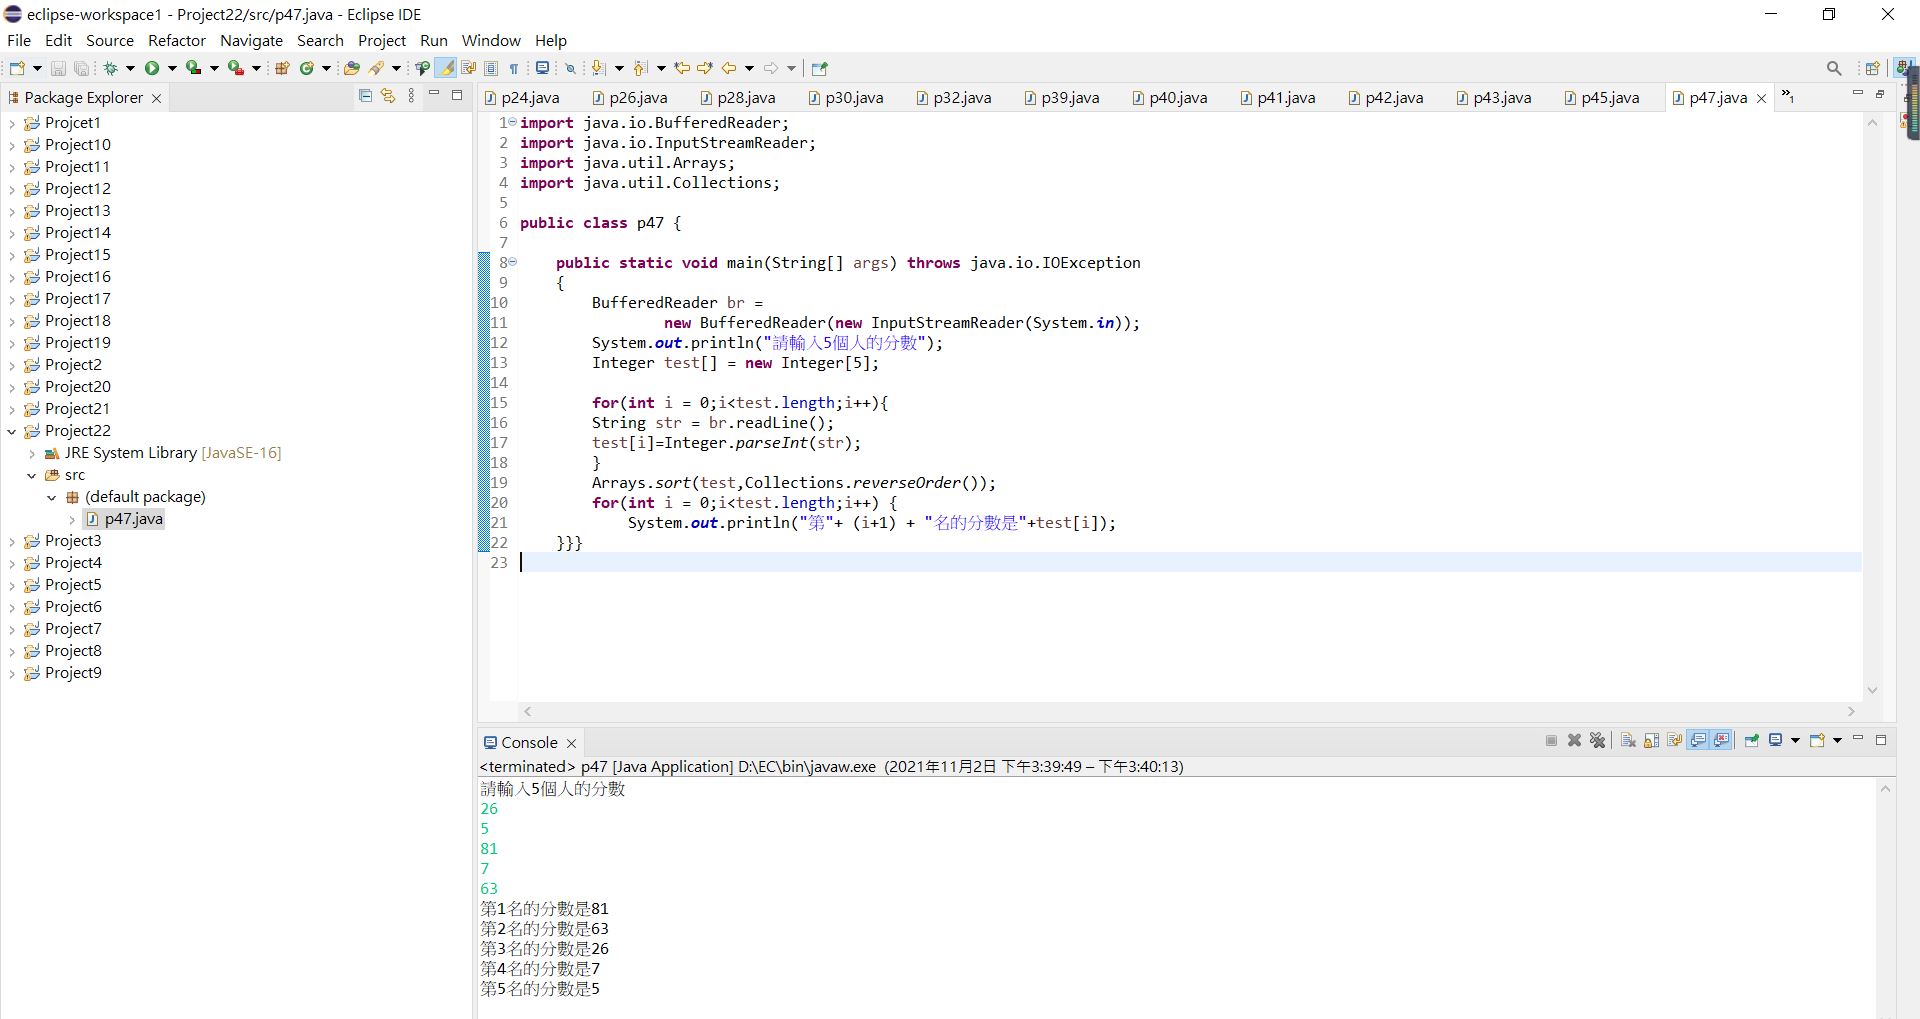 eclipse-workspace1 - Project22/src/p47.java - Eclipse IDE
File Edit Source Refactor Navigate Search Project Run Window Help
Package Explorer
Projcet1
Project10
Project11
Project12
Project13
Project14
Project15
Project16
Project17
Project18
Project19
Project2
Project20
Project21
Project22
JRE System Library [JavaSE-16]
src
(default package)
p47.java
Project3
Project4
Project5
Project6
Project7
Project8
Project9
p24.java p26.java p28.java p30.java p32.java p39.java p40.java p41.java p42.java p43.java p45.java p47.java »1
1 import java.io.BufferedReader;
2 import java.io.InputStreamReader;
3 import java.util.Arrays;
4 import java.util.Collections;
5
6 public class p47 {
7
8 public static void main(String[] args) throws java.io.IOException
9 {
10 BufferedReader br =
11 new BufferedReader(new InputStreamReader(System.in));
12 System.out.println("請輸入5個人的分數");
13 Integer test[] = new Integer[5];
14
15 for(int i = 0;i<test.length;i++){
16 String str = br.readLine();
17 test[i]=Integer.parseInt(str);
18 }
19 Arrays.sort(test,Collections.reverseOrder());
20 for(int i = 0;i<test.length;i++) {
21 System.out.println("第"+ (i+1) + "名的分數是"+test[i]);
22 }}}
23
Console
<terminated> p47 [Java Application] D:\EC\bin\javaw.exe (2021年11月2日 下午3:39:49 – 下午3:40:13)
請輸入5個人的分數
26
5
81
7
63
第1名的分數是81
第2名的分數是63
第3名的分數是26
第4名的分數是7
第5名的分數是5